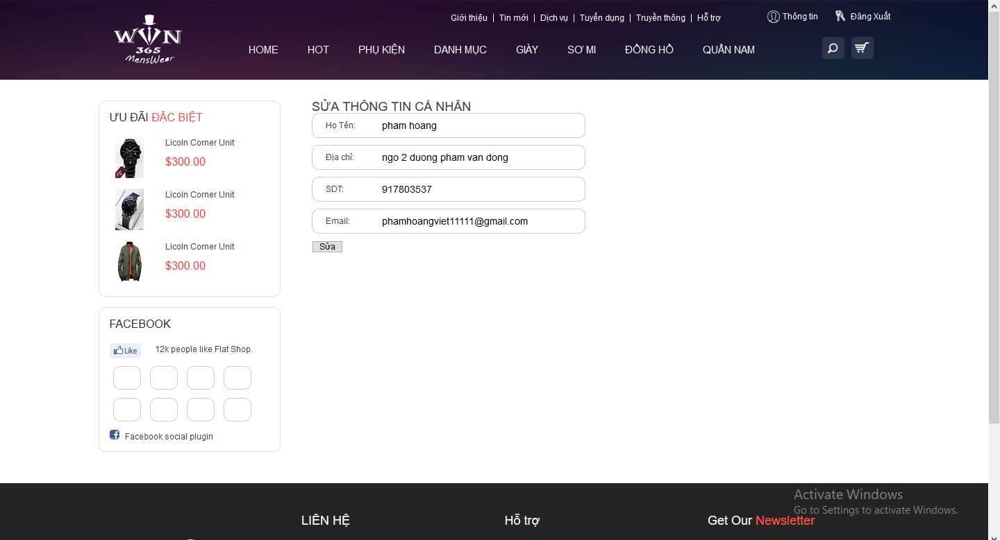 Giới thiệu | Tin mới | Dịch vụ | Tuyển dụng | Truyền thông | Hỗ trợ
Thông tin
Đăng Xuất
WIN
365
MensWear
HOME HOT PHỤ KIỆN DANH MỤC GIÀY SƠ MI ĐỒNG HỒ QUẦN NAM
ƯU ĐÃI ĐẶC BIỆT
Licoln Corner Unit
$300.00
Licoln Corner Unit
$300.00
Licoln Corner Unit
$300.00
FACEBOOK
Like 12k people like Flat Shop.
Facebook social plugin
SỬA THÔNG TIN CÁ NHÂN
Họ Tên: pham hoang
Địa chỉ: ngo 2 duong pham van dong
SDT: 917803537
Email: phamhoangviet11111@gmail.com
Sửa
LIÊN HỆ
Hỗ trợ
Get Our Newsletter
Activate Windows
Go to Settings to activate Windows.